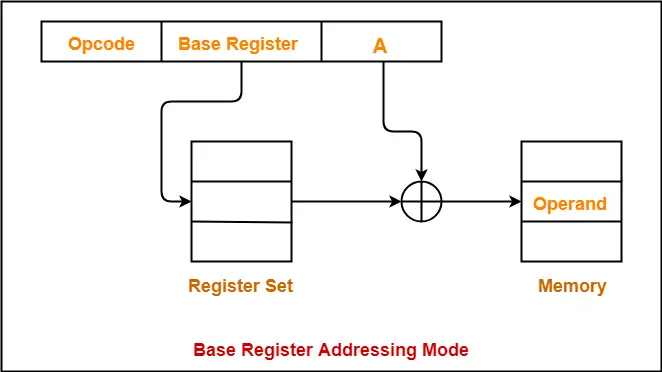 Opcode Base Register A
Operand
Register Set Memory
Base Register Addressing Mode